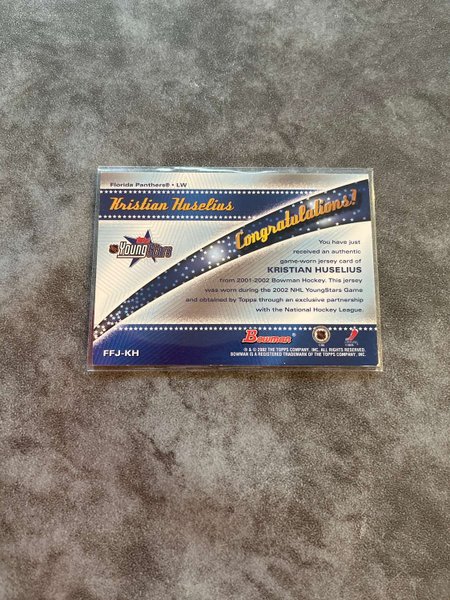 Florida Panthers® • LW
Kristian Huselius
Congratulations!
YoungStars
You have just
received an authentic
game-worn jersey card of
KRISTIAN HUSELIUS
from 2001-2002 Bowman Hockey. This jersey
was worn during the 2002 NHL YoungStars Game
and obtained by Topps through an exclusive partnership
with the National Hockey League.
Bowman
FFJ-KH
® & © 2002 THE TOPPS COMPANY, INC. ALL RIGHTS RESERVED.
BOWMAN IS A REGISTERED TRADEMARK OF THE TOPPS COMPANY, INC.